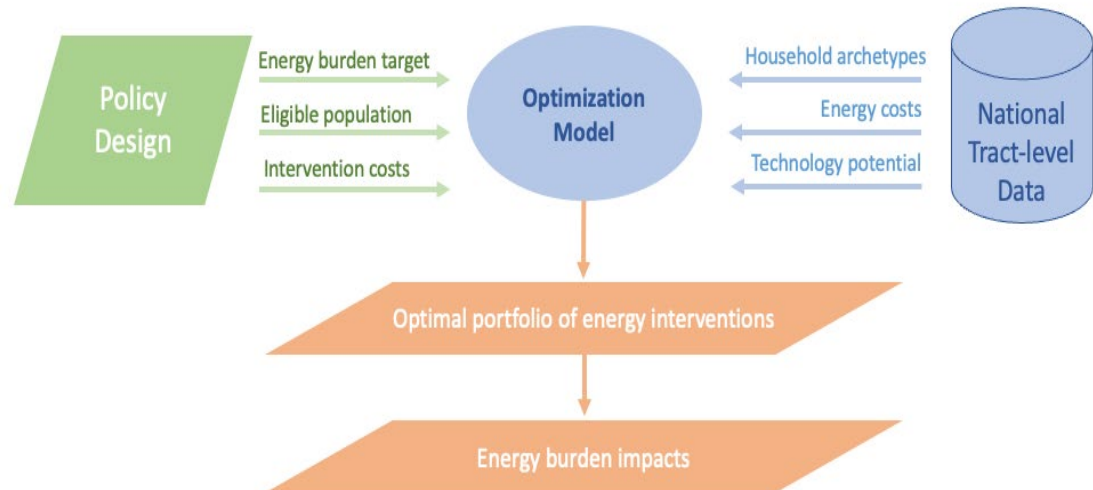 Policy
Design
Energy burden target
Eligible population
Intervention costs
Optimization
Model
Household archetypes
Energy costs
Technology potential
National
Tract-level
Data
Optimal portfolio of energy interventions
Energy burden impacts